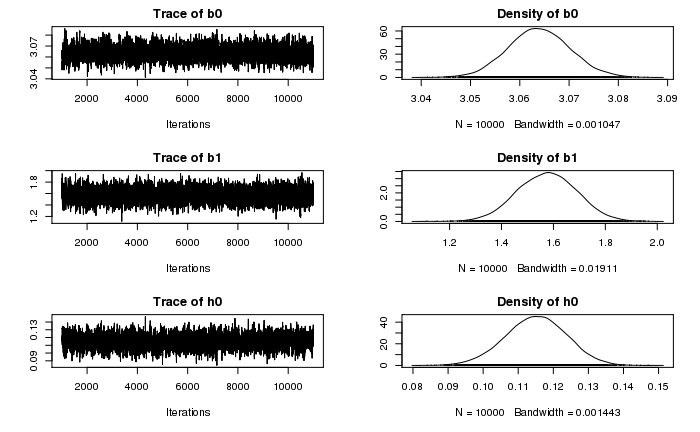 Trace of b0
3.07
3.04
2000 4000 6000 8000 10000
Iterations
Density of b0
60
30
0
3.04 3.05 3.06 3.07 3.08 3.09
N = 10000 Bandwidth = 0.001047
Trace of b1
1.8
1.2
2000 4000 6000 8000 10000
Iterations
Density of b1
2.0
0.0
1.2 1.4 1.6 1.8 2.0
N = 10000 Bandwidth = 0.01911
Trace of h0
0.13
0.09
2000 4000 6000 8000 10000
Iterations
Density of h0
40
20
0
0.08 0.09 0.10 0.11 0.12 0.13 0.14 0.15
N = 10000 Bandwidth = 0.001443